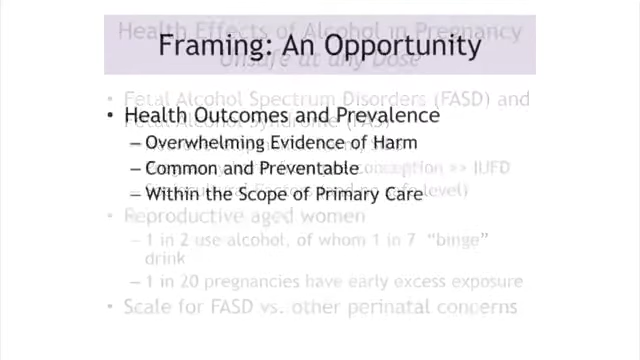 Health Effects of Alcohol in Pregnancy
Framing: An Opportunity
Unsafe at any Dose
• Fetal Alcohol Spectrum Disorders (FASD) and
• Health Outcomes and Prevalence
Fetal Alcohol Syndrome (FAS)
– Overwhelming Evidence of Harm
– Common and Preventable
conception >> IUFD
– Within the Scope of Primary Care
safe level)
• Reproductive aged women
– 1 in 2 use alcohol, of whom 1 in 7 “binge”
drink
– 1 in 20 pregnancies have early excess exposure
• Scale for FASD vs. other perinatal concerns